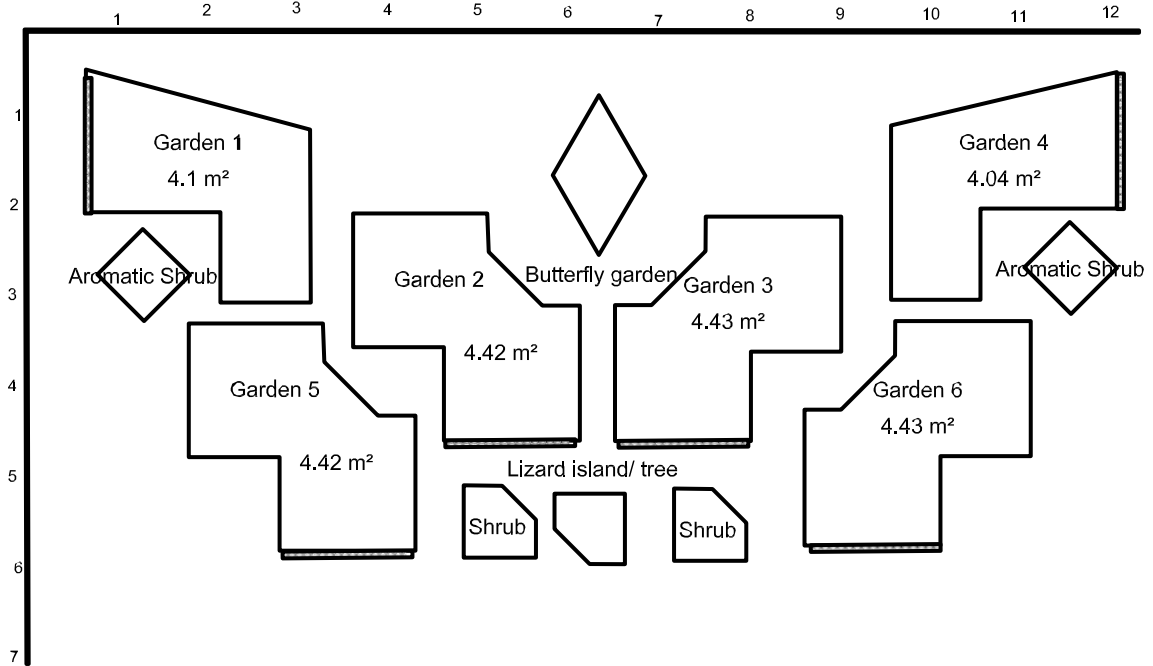 1 2 3 4 5 6 7 8 9 10 11 12
1
Garden 1
4.1 m²
Garden 4
4.04 m²
2
Aromatic Shrub
Garden 2
4.42 m²
Butterfly garden
Garden 3
4.43 m²
Aromatic Shrub
3
4
Garden 5
4.42 m²
Garden 6
4.43 m²
5
Lizard island/ tree
Shrub
Shrub
6
7